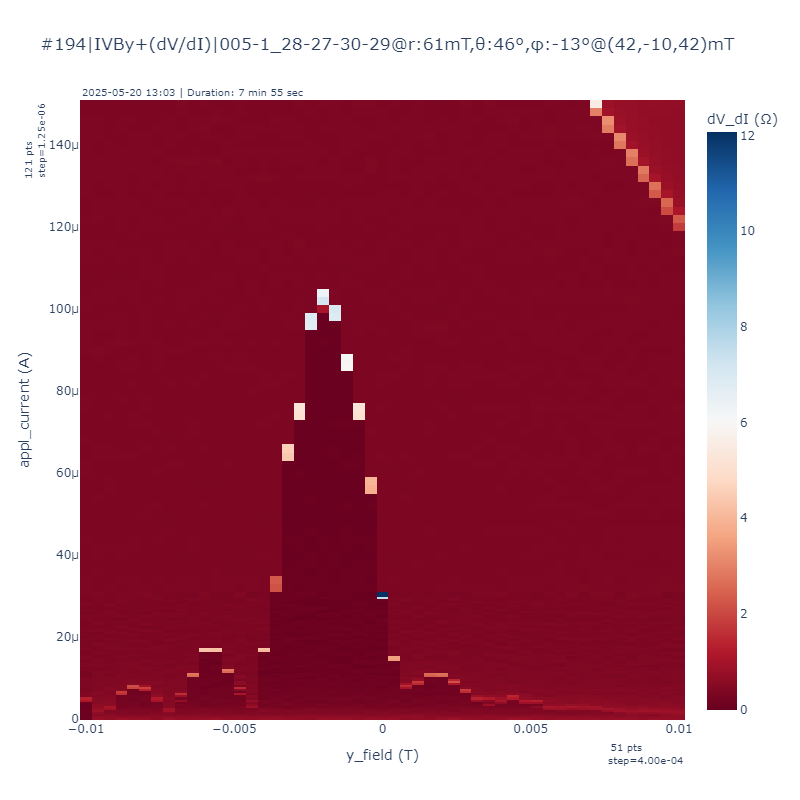 #194|IVBy+(dV/dI)|005-1_28-27-30-29@r:61mT,θ:46°,φ:-13°@(42,-10,42)mT
2025-05-20 13:03 | Duration: 7 min 55 sec
121 pts
step=1.25e-06
dV_dI (Ω)
140μ
120μ
100μ
80μ
60μ
40μ
20μ
0
appl_current (A)
12
10
8
6
4
2
0
−0.01
−0.005
0
0.005
0.01
y_field (T)
51 pts
step=4.00e-04